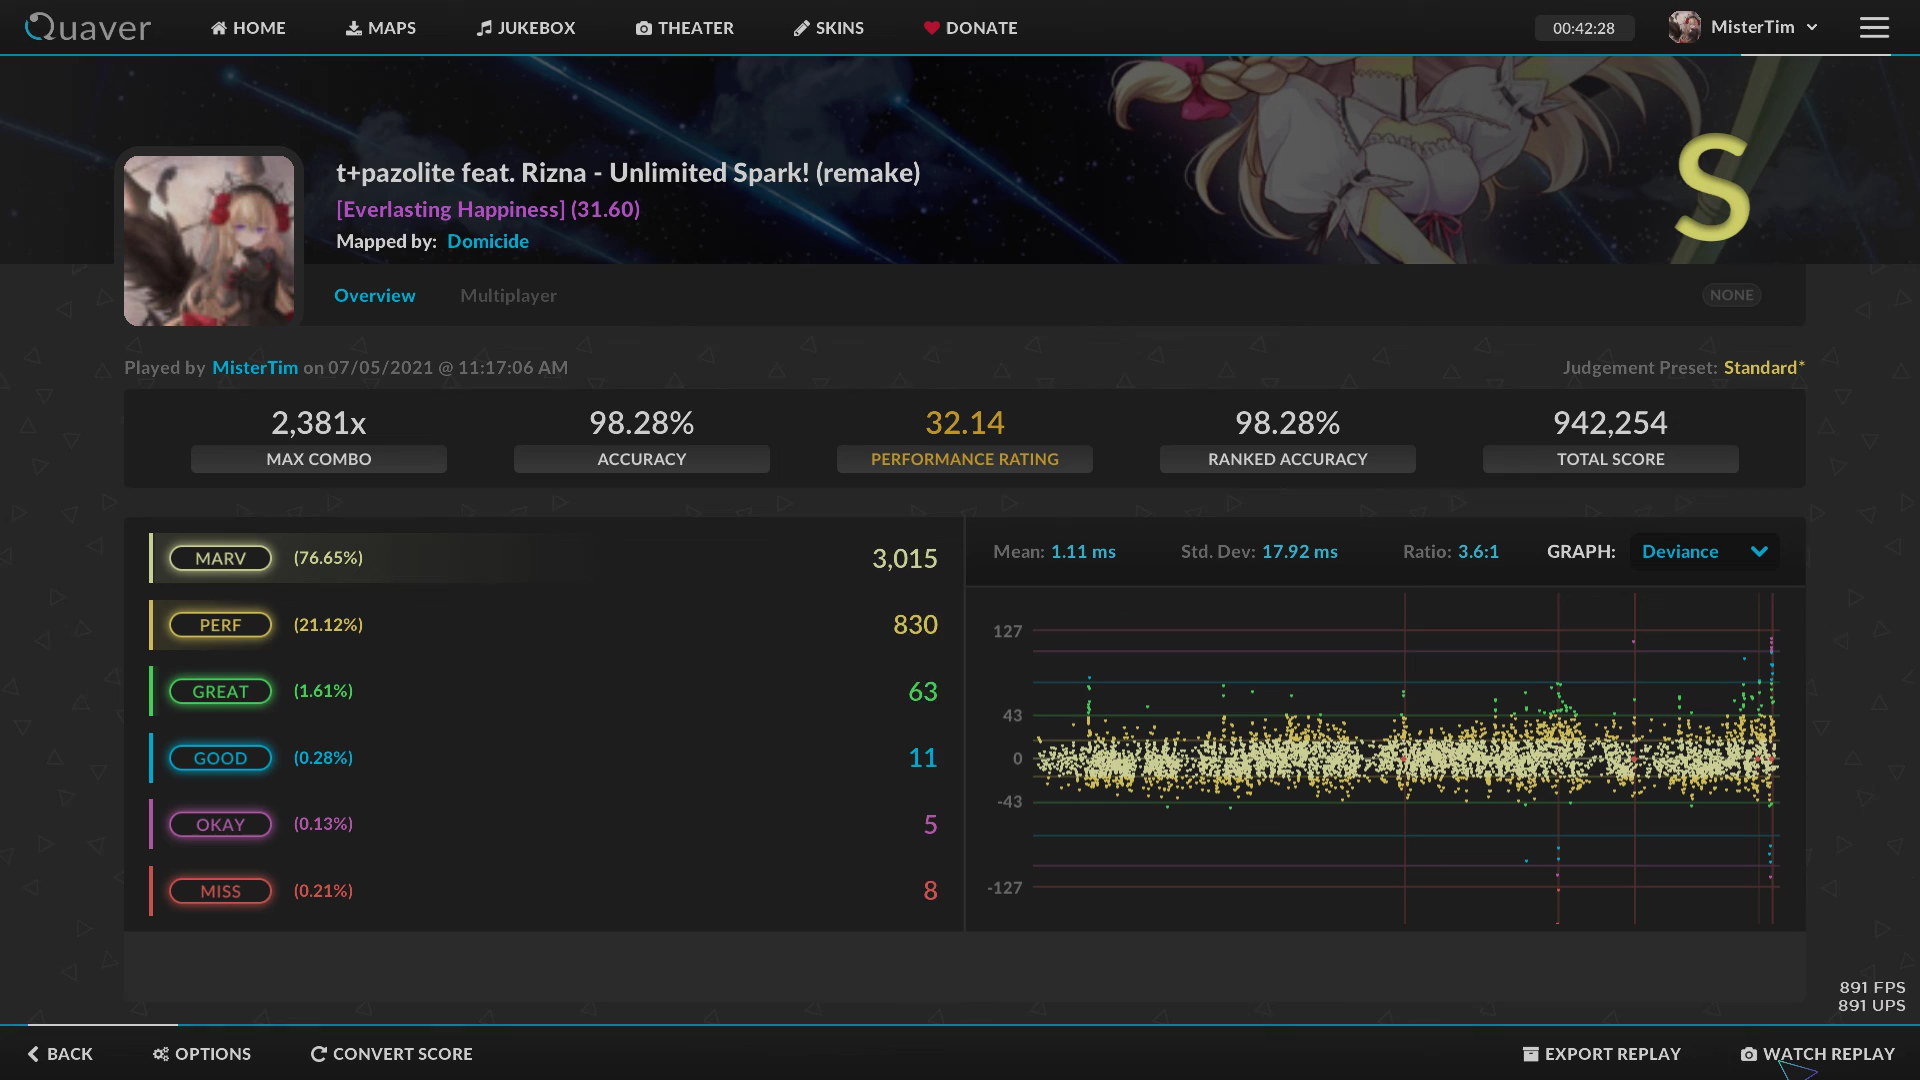 Quaver
HOME
MAPS
JUKEBOX
THEATER
SKINS
DONATE
00:42:28
MisterTim
t+pazolite feat. Rizna - Unlimited Spark! (remake)
[Everlasting Happiness] (31.60)
Mapped by: Domicide
S
Overview
Multiplayer
NONE
Played by MisterTim on 07/05/2021 @ 11:17:06 AM
Judgement Preset: Standard*
2,381x
MAX COMBO
98.28%
ACCURACY
32.14
PERFORMANCE RATING
98.28%
RANKED ACCURACY
942,254
TOTAL SCORE
MARV (76.65%) 3,015
PERF (21.12%) 830
GREAT (1.61%) 63
GOOD (0.28%) 11
OKAY (0.13%) 5
MISS (0.21%) 8
Mean: 1.11 ms
Std. Dev: 17.92 ms
Ratio: 3.6:1
GRAPH: Deviance
127
43
0
-43
-127
891 FPS
891 UPS
BACK
OPTIONS
CONVERT SCORE
EXPORT REPLAY
WATCH REPLAY